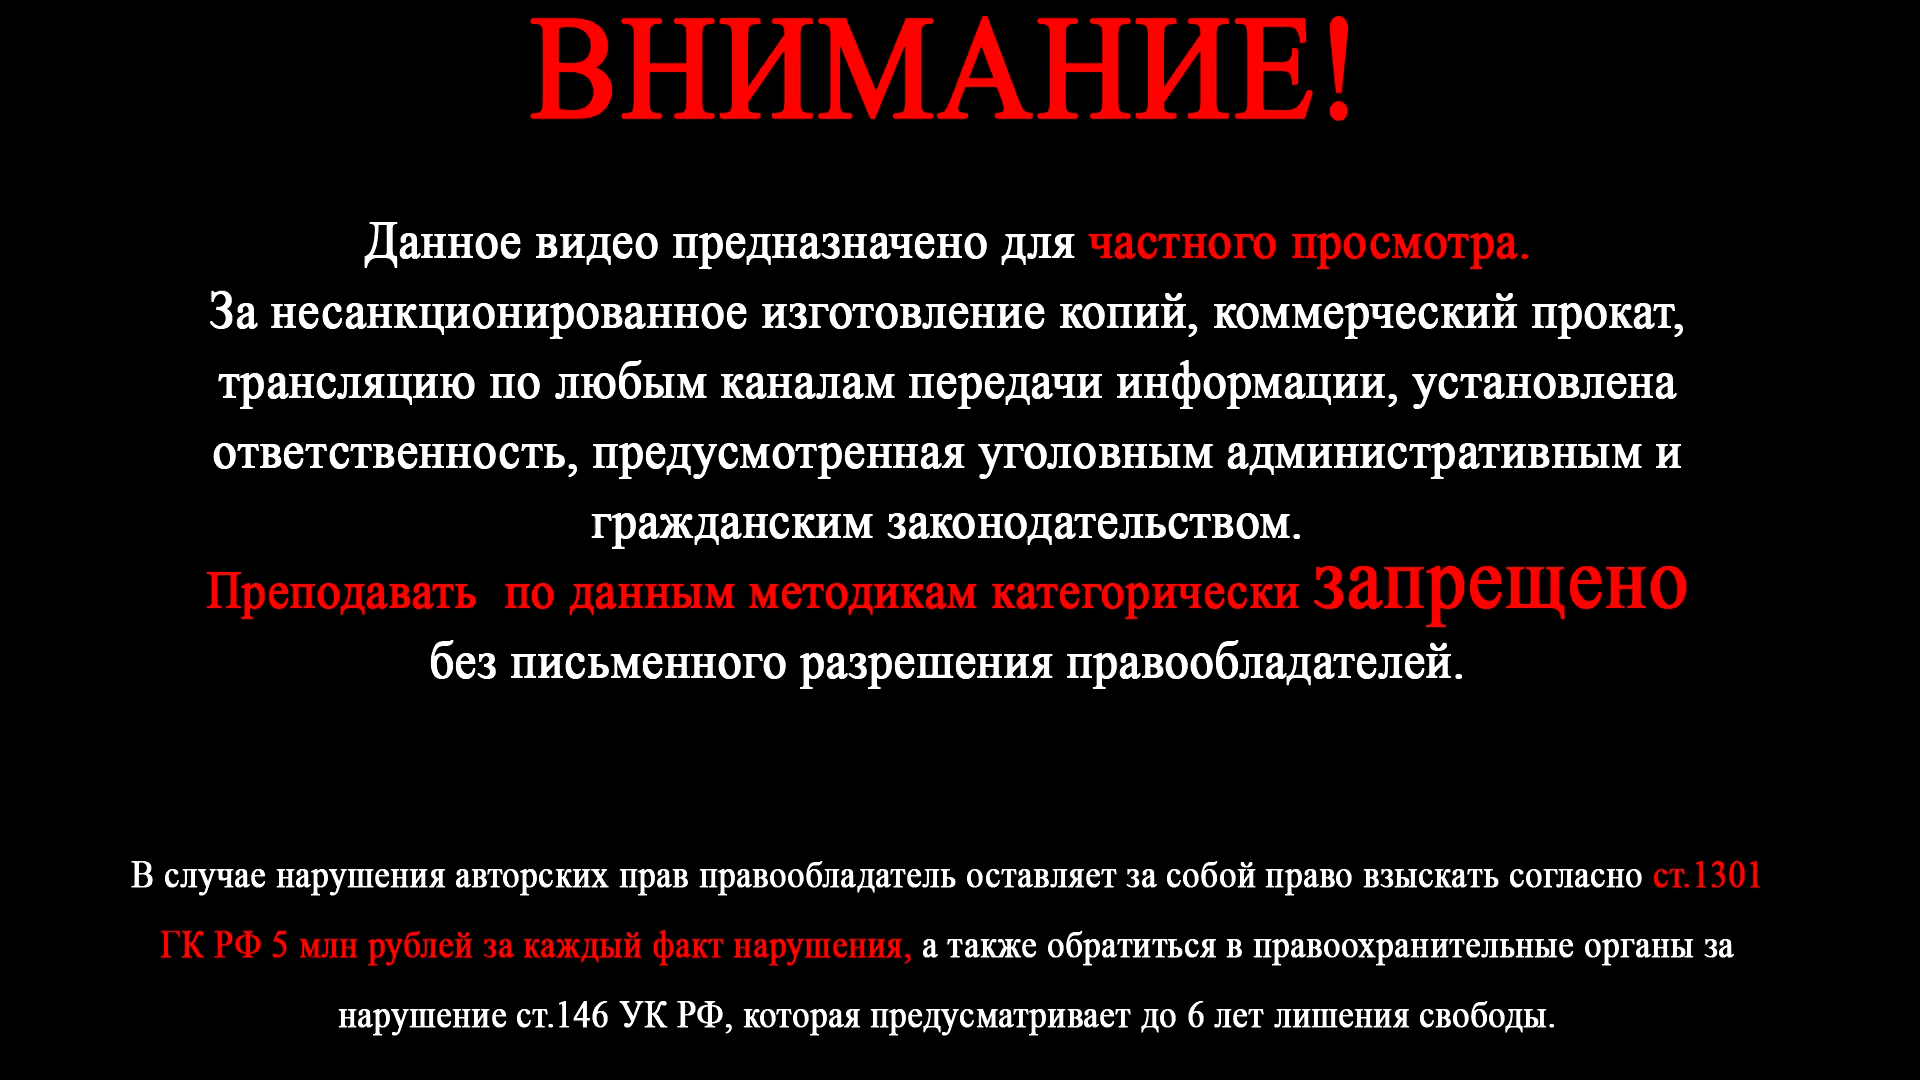 ВНИМАНИЕ!
Данное видео предназначено для частного просмотра.
За несанкционированное изготовление копий, коммерческий прокат,
трансляцию по любым каналам передачи информации, установлена
ответственность, предусмотренная уголовным административным и
гражданским законодательством.
Преподавать  по данным методикам категорически запрещено
без письменного разрешения правообладателей.
В случае нарушения авторских прав правообладатель оставляет за собой право взыскать согласно ст.1301
ГК РФ 5 млн рублей за каждый факт нарушения, а также обратиться в правоохранительные органы за
нарушение ст.146 УК РФ, которая предусматривает до 6 лет лишения свободы.